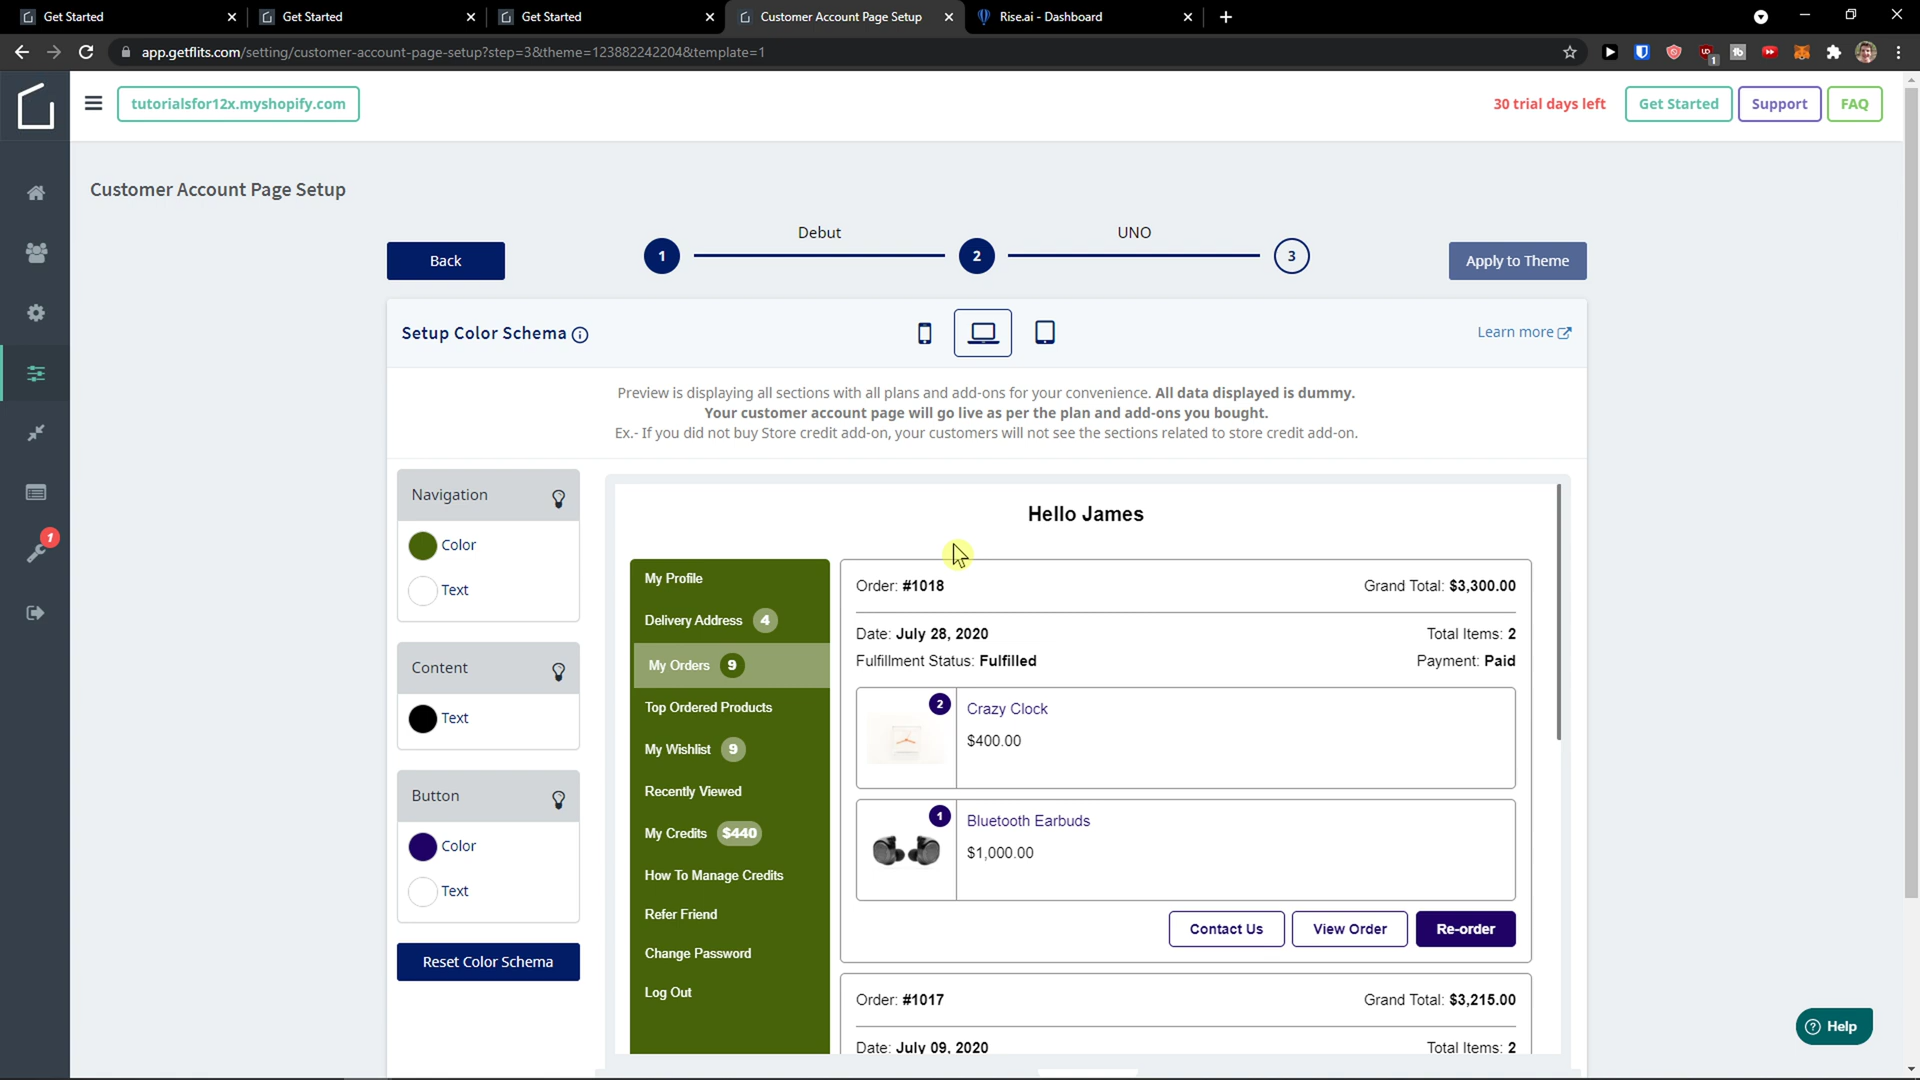 Get Started
Get Started
Get Started
Customer Account Page Setup
Rise.ai - Dashboard
app.getflits.com/setting/customer-account-page-setup?step=3&theme=123882242204&template=1
tutorialsfor12x.myshopify.com
30 trial days left
Get Started
Support
FAQ
Customer Account Page Setup
Back
1
Debut
2
UNO
3
Apply to Theme
Setup Color Schema
Learn more
Preview is displaying all sections with all plans and add-ons for your convenience. All data displayed is dummy.
Your customer account page will go live as per the plan and add-ons you bought.
Ex.- If you did not buy Store credit add-on, your customers will not see the sections related to store credit add-on.
1
Navigation
Color
Text
Content
Text
Button
Color
Text
Reset Color Schema
Hello James
My Profile
Delivery Address 4
My Orders 9
Top Ordered Products
My Wishlist 9
Recently Viewed
My Credits $440
How To Manage Credits
Refer Friend
Change Password
Log Out
Order: #1018
Grand Total: $3,300.00
Date: July 28, 2020
Total Items: 2
Fulfillment Status: Fulfilled
Payment: Paid
2
Crazy Clock
$400.00
1
Bluetooth Earbuds
$1,000.00
Contact Us
View Order
Re-order
Order: #1017
Grand Total: $3,215.00
Date: July 09, 2020
Total Items: 2
Help